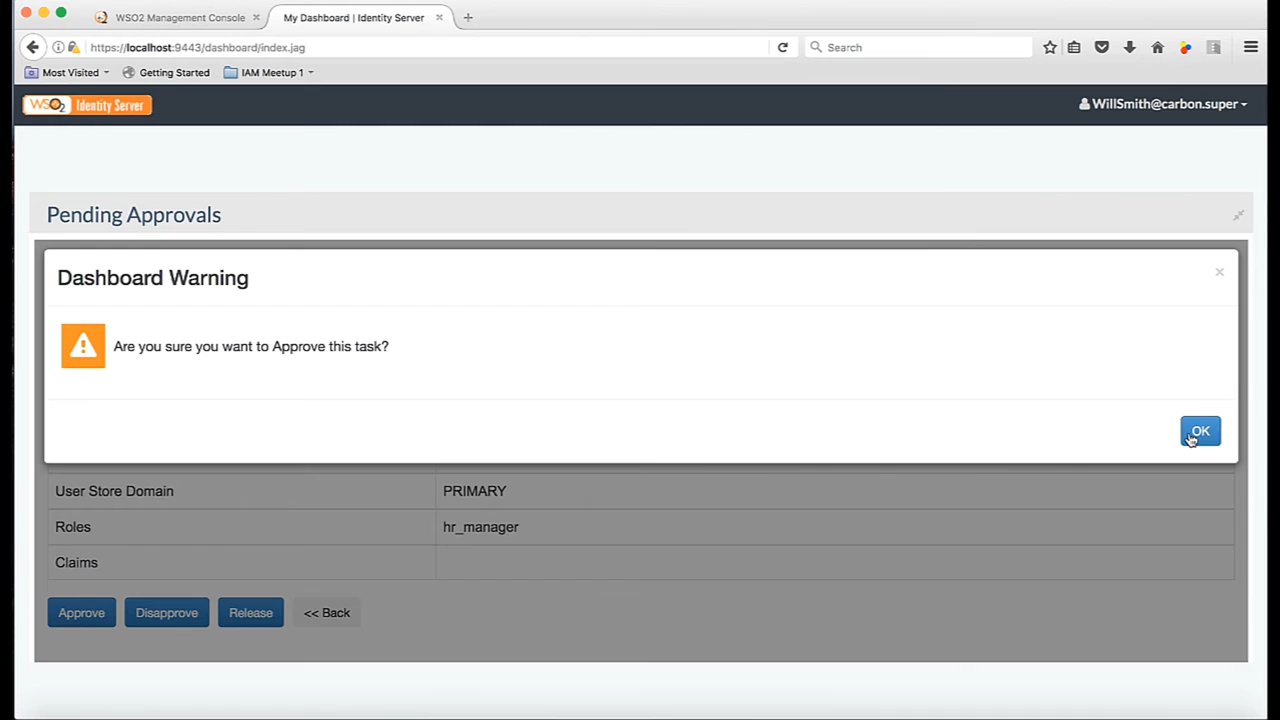 WSO2 Management Console
My Dashboard | Identity Server
https://localhost:9443/dashboard/index.jag
Search
Most Visited
Getting Started
IAM Meetup 1
WSO2 Identity Server
WillSmith@carbon.super
Pending Approvals
Dashboard Warning
Are you sure you want to Approve this task?
OK
User Store Domain PRIMARY
Roles hr_manager
Claims
Approve Disapprove Release << Back